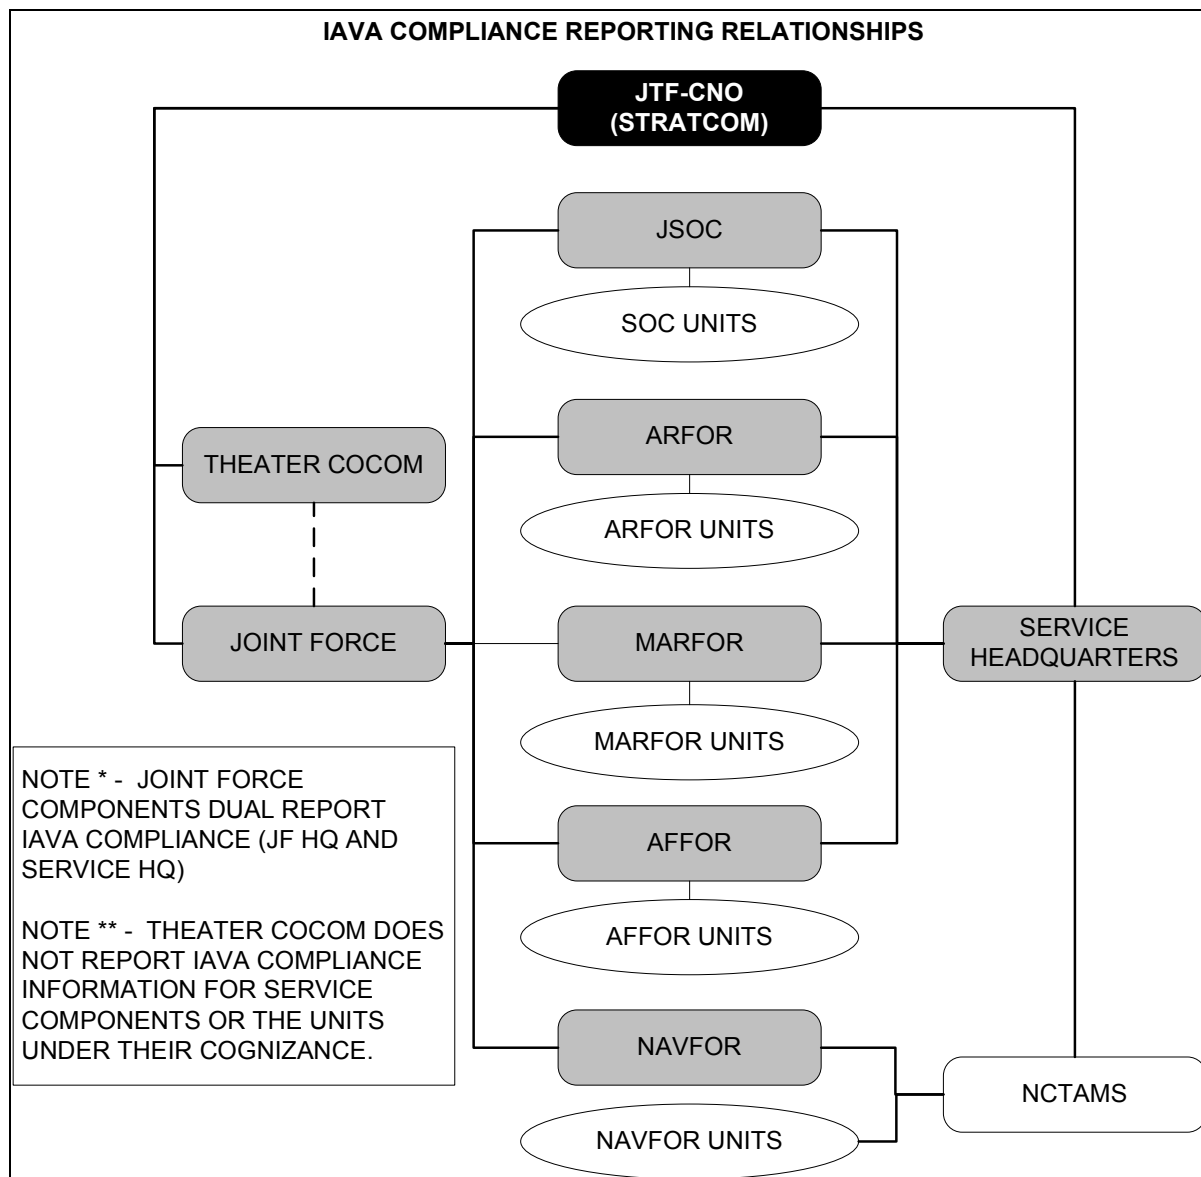 IAVA COMPLIANCE REPORTING RELATIONSHIPS
JTF-CNO
(STRATCOM)
JSOC
SOC UNITS
ARFOR
THEATER COCOM
ARFOR UNITS
JOINT FORCE
MARFOR
SERVICE
HEADQUARTERS
MARFOR UNITS
NOTE * - JOINT FORCE
COMPONENTS DUAL REPORT
IAVA COMPLIANCE (JF HQ AND
SERVICE HQ)
NOTE ** - THEATER COCOM DOES
NOT REPORT IAVA COMPLIANCE
INFORMATION FOR SERVICE
COMPONENTS OR THE UNITS
UNDER THEIR COGNIZANCE.
AFFOR
AFFOR UNITS
NAVFOR
NCTAMS
NAVFOR UNITS